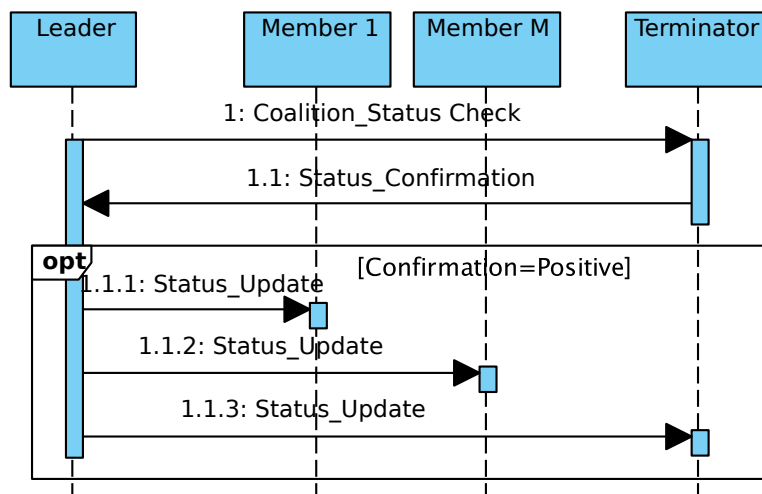 Leader
Member 1
Member M
Terminator
1: Coalition_Status Check
1.1: Status_Confirmation
opt
[Confirmation=Positive]
1.1.1: Status_Update
1.1.2: Status_Update
1.1.3: Status_Update